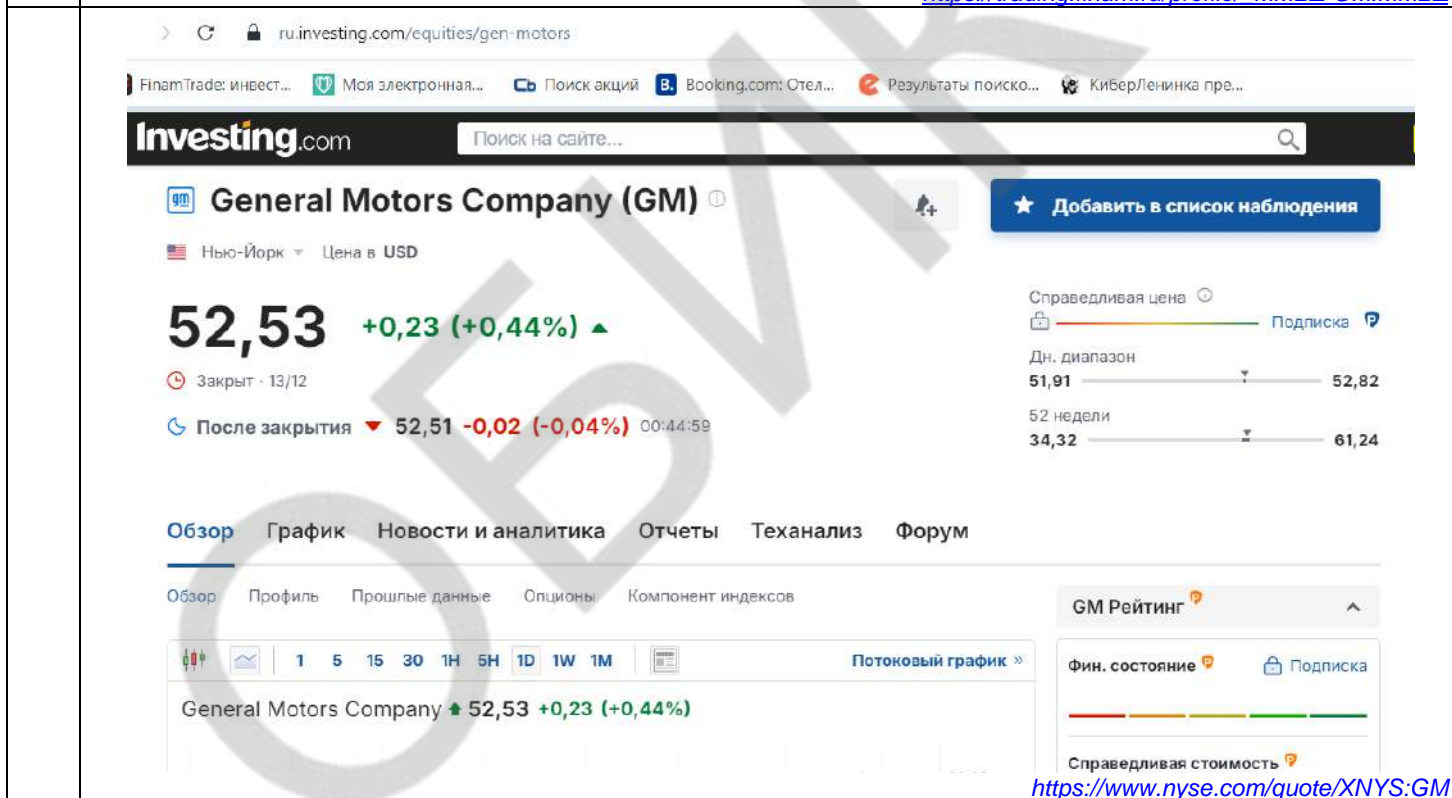 ru.investing.com/equities/gen-motors
FinamTrade: инвест... Моя электронная... Сb Поиск акций B. Booking.com: Отел... Результаты поиско... КиберЛенинка пре...
Investing.com Поиск на сайте...
gm General Motors Company (GM) Добавить в список наблюдения
Нью-Йорк Цена в USD
52,53 +0,23 (+0,44%)
Справедливая цена
Подписка
Закрыт · 13/12
Дн. диапазон
51,91 52,82
После закрытия 52,51 -0,02 (-0,04%) 00:44:59
52 недели
34,32 61,24
Обзор График Новости и аналитика Отчеты Теханализ Форум
Обзор Профиль Прошлые данные Опционы Компонент индексов
GM Рейтинг
1 5 15 30 1H 5H 1D 1W 1M Потоковый график »
Фин. состояние Подписка
General Motors Company 52,53 +0,23 (+0,44%)
Справедливая стоимость
https://www.nyse.com/quote/XNYS:GM
ОБИК